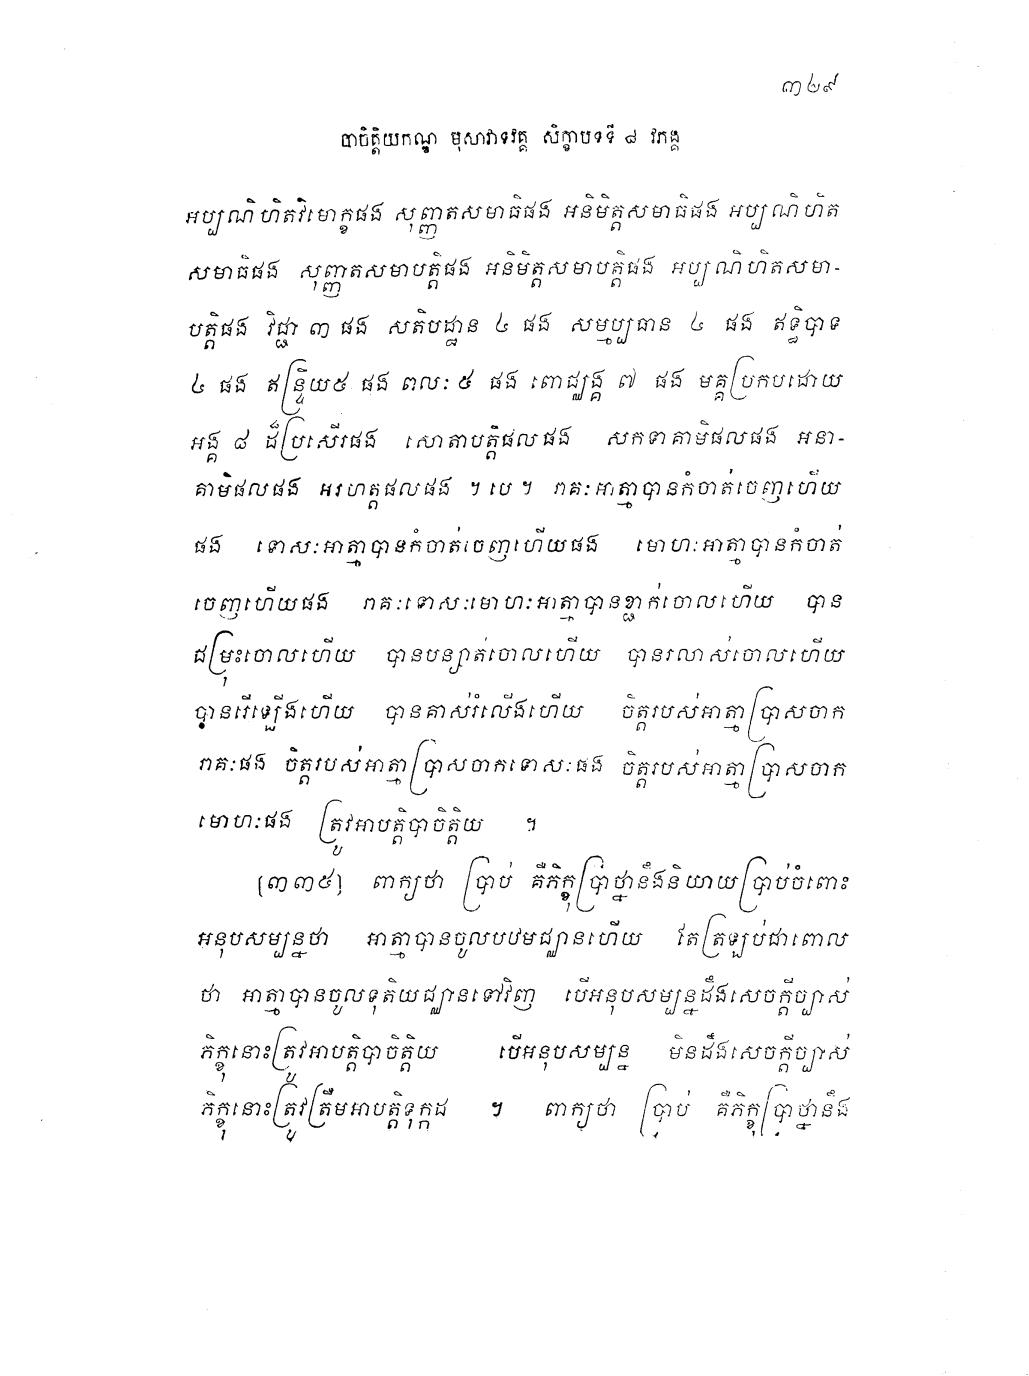 ៣២៩
បាចិត្តិយកណ្ឌ មុសាវាទវគ្គ សិក្ខាបទទី ៨ វភង្គ
អប្បណិហិតវិមោក្ខផង សុញ្ញតសមាធិផង អនិមិត្តសមាធិផង អប្បណិហិត
សមាធិផង សុញ្ញតសមាបត្តិផង អនិមិត្តសមាបត្តិផង អប្បណិហិតសមា-
បត្តិផង វិជ្ជា ៣ ផង សតិបដ្ឋាន ៤ ផង សម្មប្បធាន ៤ ផង ឥទ្ធិបាទ
៤ ផង ឥន្ទ្រិយ៥ ផង ពលៈ ៥ ផង ពោជ្ឈង្គ ៧ ផង មគ្គប្រកបដោយ
អង្គ ៨ ដ៏ប្រសើរផង សោតាបត្តិផលផង សកទាគាមិផលផង អនា-
គាមិផលផង អរហត្តផលផង ។ បេ ។ រាគៈអាត្មាបានកំចាត់ចេញហើយ
ផង ទោសៈអាត្មាបានកំចាត់ចេញហើយផង មោហៈអាត្មាបានកំចាត់
ចេញហើយផង រាគៈទោសៈមោហៈអាត្មាបានខ្ជាក់ចោលហើយ បាន
ជម្រុះចោលហើយ បានបន្សាត់ចោលហើយ បានរលាស់ចោលហើយ
បានរើឡើងហើយ បានគាស់រំលើងហើយ ចិត្តរបស់អាត្មាប្រាសចាក
រាគៈផង ចិត្តរបស់អាត្មាប្រាសចាកទោសៈផង ចិត្តរបស់អាត្មាប្រាសចាក
មោហៈផង ត្រូវអាបត្តិបាចិត្តិយ ។
[៣៣៥] ពាក្យថា ប្រាប់ គឺភិក្ខុប្រាថ្នានឹងនិយាយប្រាប់ចំពោះ
អនុបសម្បន្នថា អាត្មាបានចូលបឋមជ្ឈានហើយ តែត្រឡប់ជាពោល
ថា អាត្មាបានចូលទុតិយជ្ឈានទៅវិញ បើអនុបសម្បន្នដឹងសេចក្តីច្បាស់
ភិក្ខុនោះត្រូវអាបត្តិបាចិត្តិយ បើអនុបសម្បន្ន មិនដឹងសេចក្តីច្បាស់
ភិក្ខុនោះត្រូវត្រឹមអាបត្តិទុក្កដ ។ ពាក្យថា ប្រាប់ គឺភិក្ខុប្រាថ្នានឹង